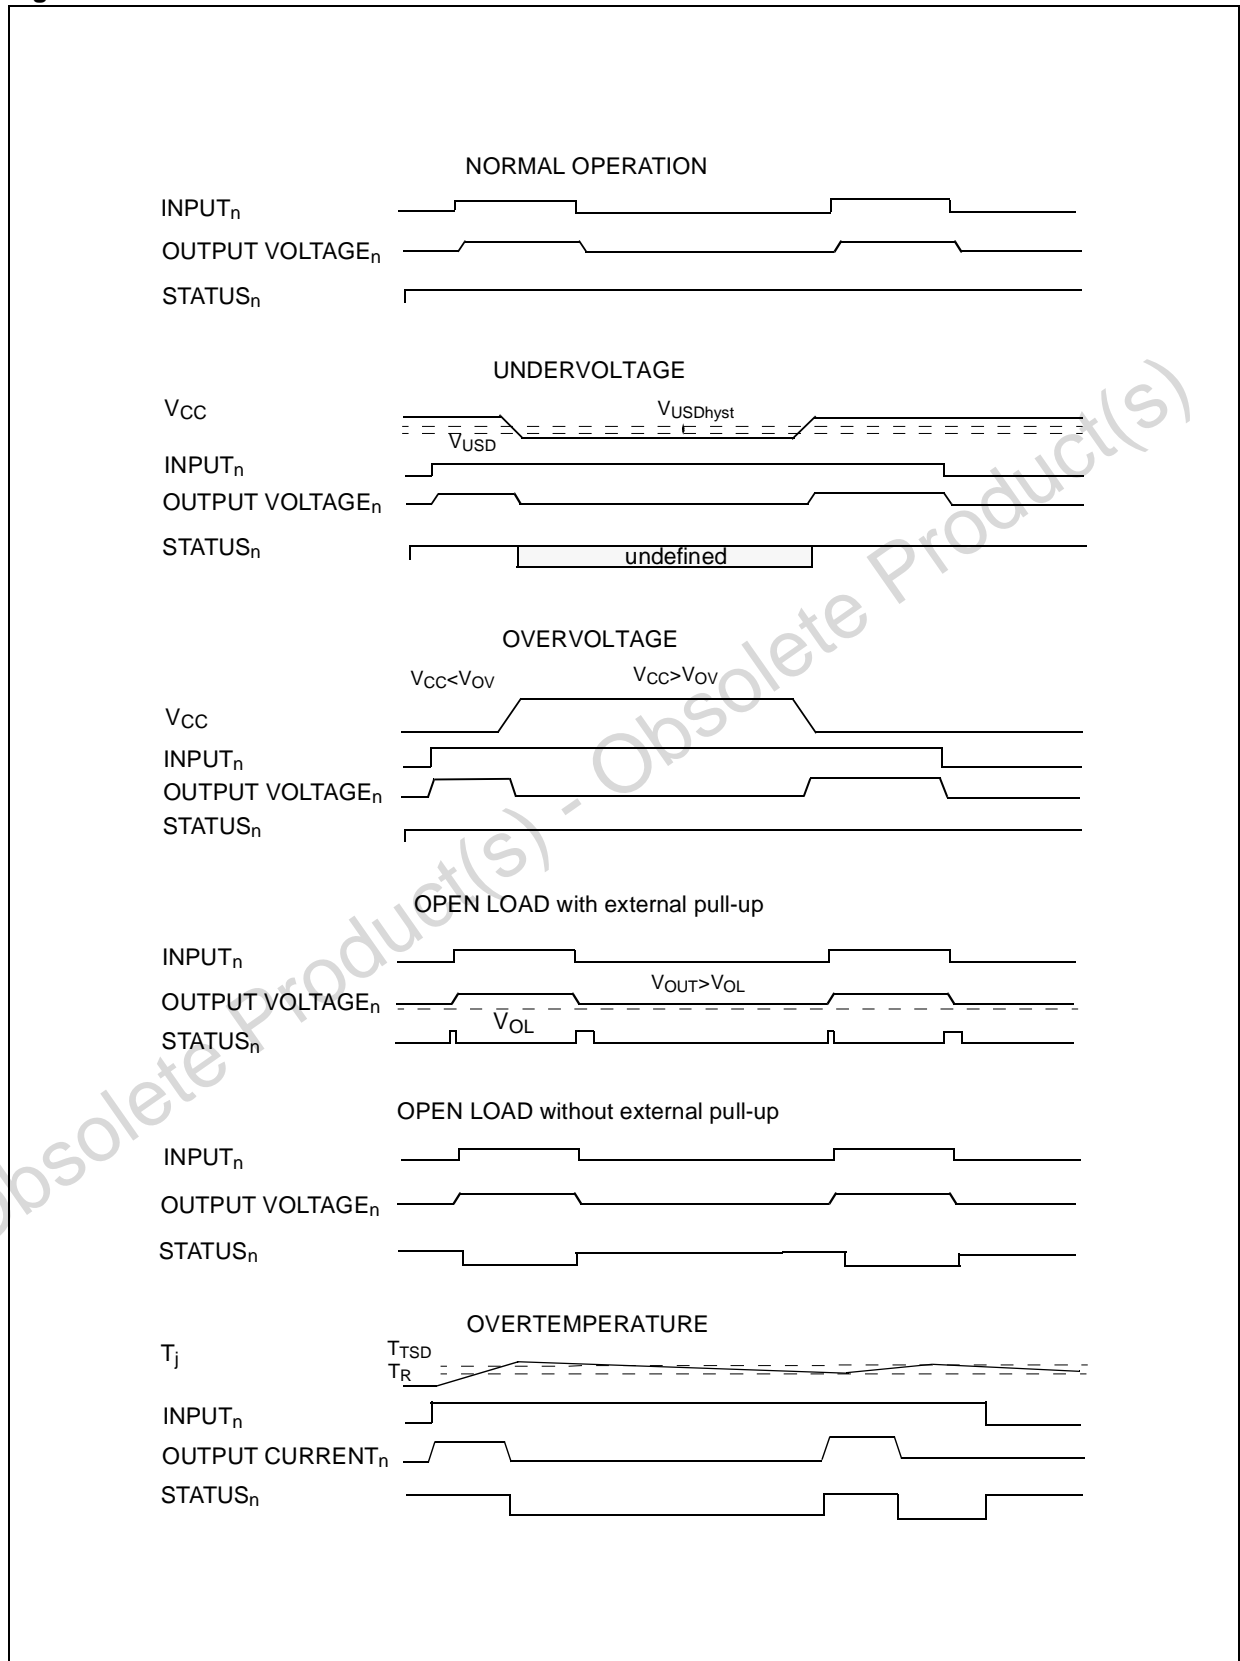 NORMAL OPERATION
INPUTn
OUTPUT VOLTAGEn
STATUSn
UNDERVOLTAGE
VCC
VUSDhyst
VUSD
INPUTn
OUTPUT VOLTAGEn
STATUSn
undefined
OVERVOLTAGE
VCC<VOV
VCC>VOV
VCC
INPUTn
OUTPUT VOLTAGEn
STATUSn
OPEN LOAD with external pull-up
INPUTn
VOUT>VOL
OUTPUT VOLTAGEn
VOL
STATUSn
OPEN LOAD without external pull-up
INPUTn
OUTPUT VOLTAGEn
STATUSn
OVERTEMPERATURE
Tj
TTSD
TR
INPUTn
OUTPUT CURRENTn
STATUSn
Obsolete Product(s) - Obsolete Product(s)